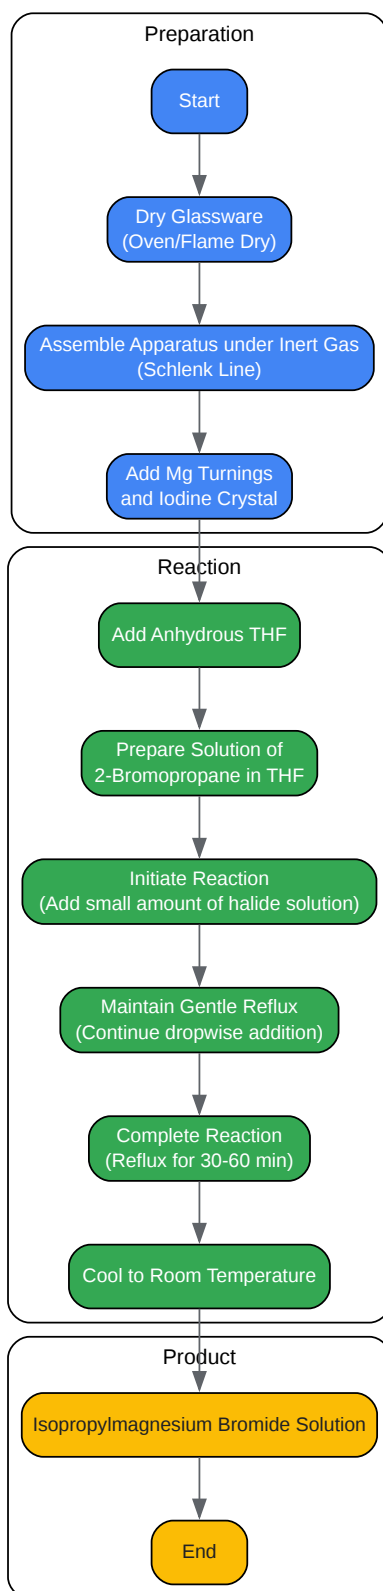 Preparation
Start
Dry Glassware
(Oven/Flame Dry)
Assemble Apparatus under Inert Gas
(Schlenk Line)
Add Mg Turnings
and Iodine Crystal
Reaction
Add Anhydrous THF
Prepare Solution of
2-Bromopropane in THF
Initiate Reaction
(Add small amount of halide solution)
Maintain Gentle Reflux
(Continue dropwise addition)
Complete Reaction
(Reflux for 30-60 min)
Cool to Room Temperature
Product
Isopropylmagnesium Bromide Solution
End